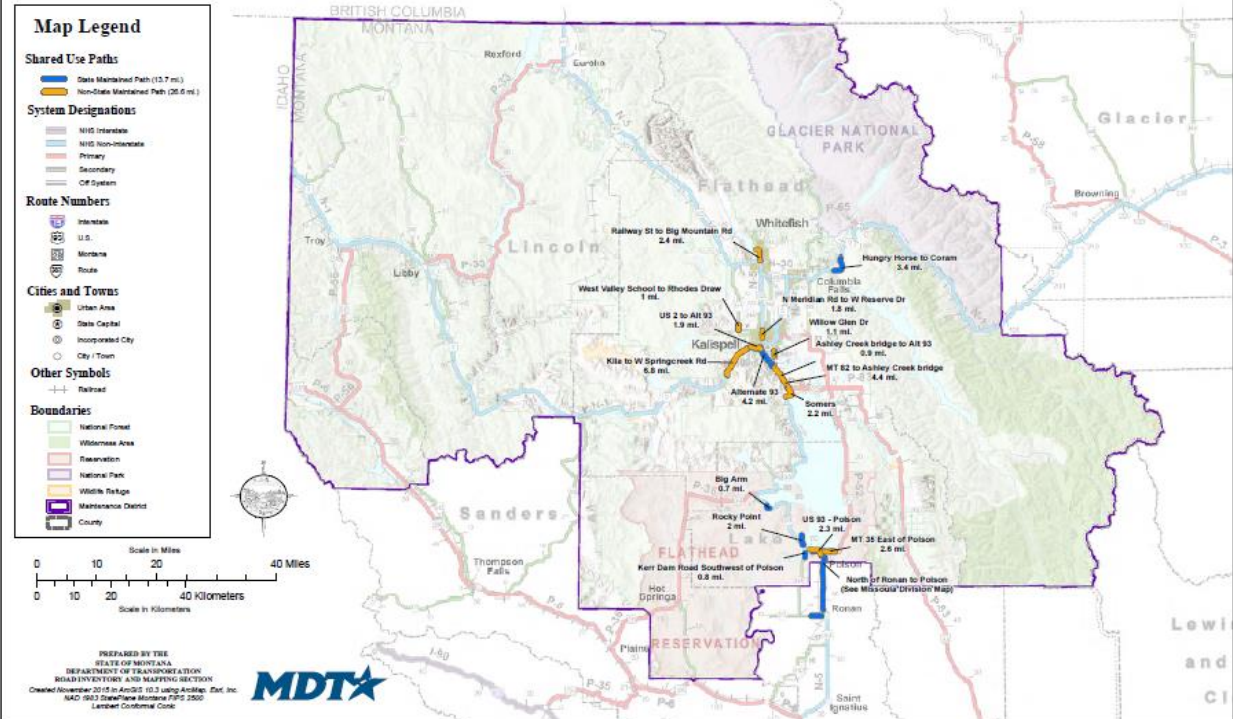 Map Legend
Shared Use Paths
State Maintained Path (13.7 mi.)
Non-State Maintained Path (26.6 mi.)
System Designations
NHS Interstate
NHS Non-Interstate
Primary
Secondary
Off System
Route Numbers
Interstate
U.S.
Montana
Route
Cities and Towns
Urban Area
State Capital
Incorporated City
City / Town
Other Symbols
Railroad
Boundaries
National Forest
Wilderness Area
Reservation
National Park
Wildlife Refuge
Maintenance District
County
Scale in Miles
0 10 20 40 Miles
0 10 20 40 Kilometers
Scale in Kilometers
PREPARED BY THE
STATE OF MONTANA
DEPARTMENT OF TRANSPORTATION
ROAD INVENTORY AND MAPPING SECTION
Created November 2015 in ArcGIS 10.3 using ArcMap, Esri, Inc.
NAD 1983 StatePlane Montana FIPS 2500
Lambert Conformal Conic
MDT
BRITISH COLUMBIA
MONTANA
IDAHO
MONTANA
Rexford
Eureka
GLACIER NATIONAL
PARK
Glacier
Browning
Flathead
Whitefish
Lincoln
Troy
Libby
Railway St to Big Mountain Rd
2.4 mi.
Hungry Horse to Coram
3.4 mi.
Columbia
Falls
West Valley School to Rhodes Draw
1 mi.
N Meridian Rd to W Reserve Dr
1.8 mi.
US 2 to Alt 93
1.9 mi.
Willow Glen Dr
1.1 mi.
Kalispell
Ashley Creek bridge to Alt 93
0.9 mi.
Kila to W Springcreek Rd
6.8 mi.
MT 82 to Ashley Creek bridge
4.4 mi.
Alternate 93
4.2 mi.
Somers
2.2 mi.
Big Arm
0.7 mi.
Rocky Point
2 mi.
US 93 - Polson
2.3 mi.
Lake
MT 35 East of Polson
2.6 mi.
FLATHEAD
Kerr Dam Road Southwest of Polson
0.8 mi.
Polson
North of Ronan to Polson
(See Missoula Division Map)
Sanders
Thompson
Falls
Hot
Springs
Ronan
RESERVATION
Plains
Saint
Ignatius
Lewi
and
Cl
N-5
N-1
P-33
P-56
P-58
P-65
P-6
P-35
P-83
I-90